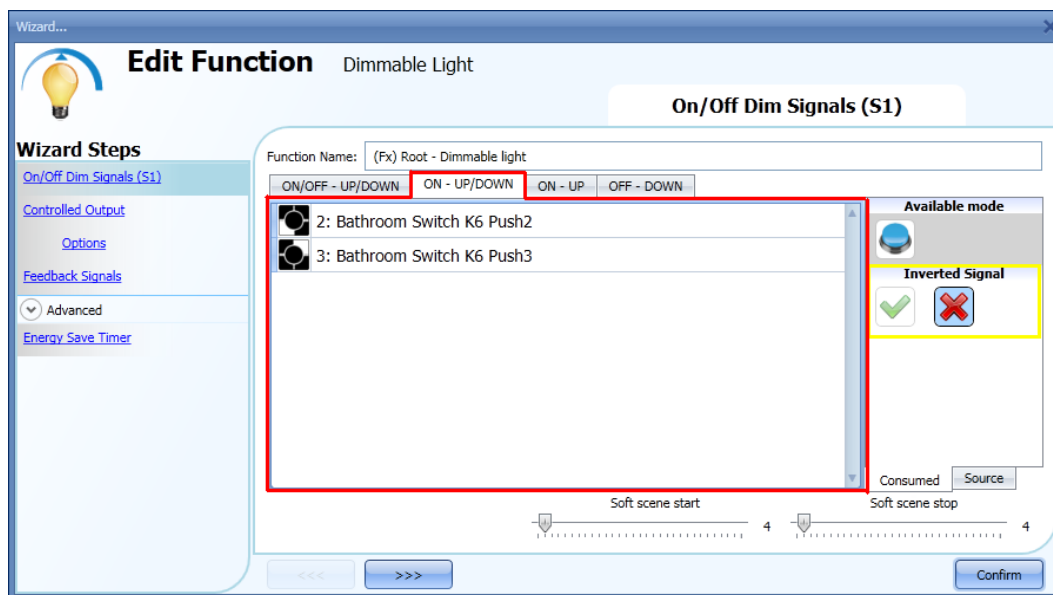 Wizard...
Edit Function Dimmable Light
On/Off Dim Signals (S1)
Wizard Steps
On/Off Dim Signals (S1)
Controlled Output
Options
Feedback Signals
Advanced
Energy Save Timer
Function Name: (Fx) Root - Dimmable light
ON/OFF - UP/DOWN ON - UP/DOWN ON - UP OFF - DOWN
2: Bathroom Switch K6 Push2
3: Bathroom Switch K6 Push3
Available mode
Inverted Signal
Consumed Source
Soft scene start 4
Soft scene stop 4
<<< >>> Confirm